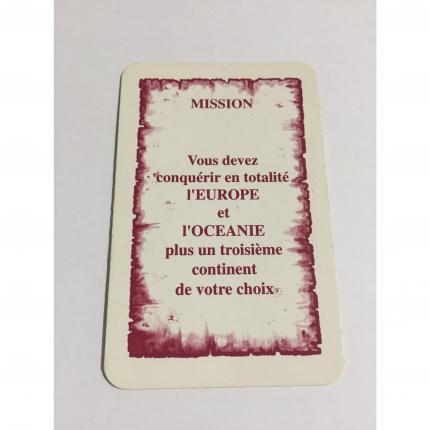 MISSION
Vous devez
conquérir en totalité
l'EUROPE
et
l'OCEANIE
plus un troisième
continent
de votre choix